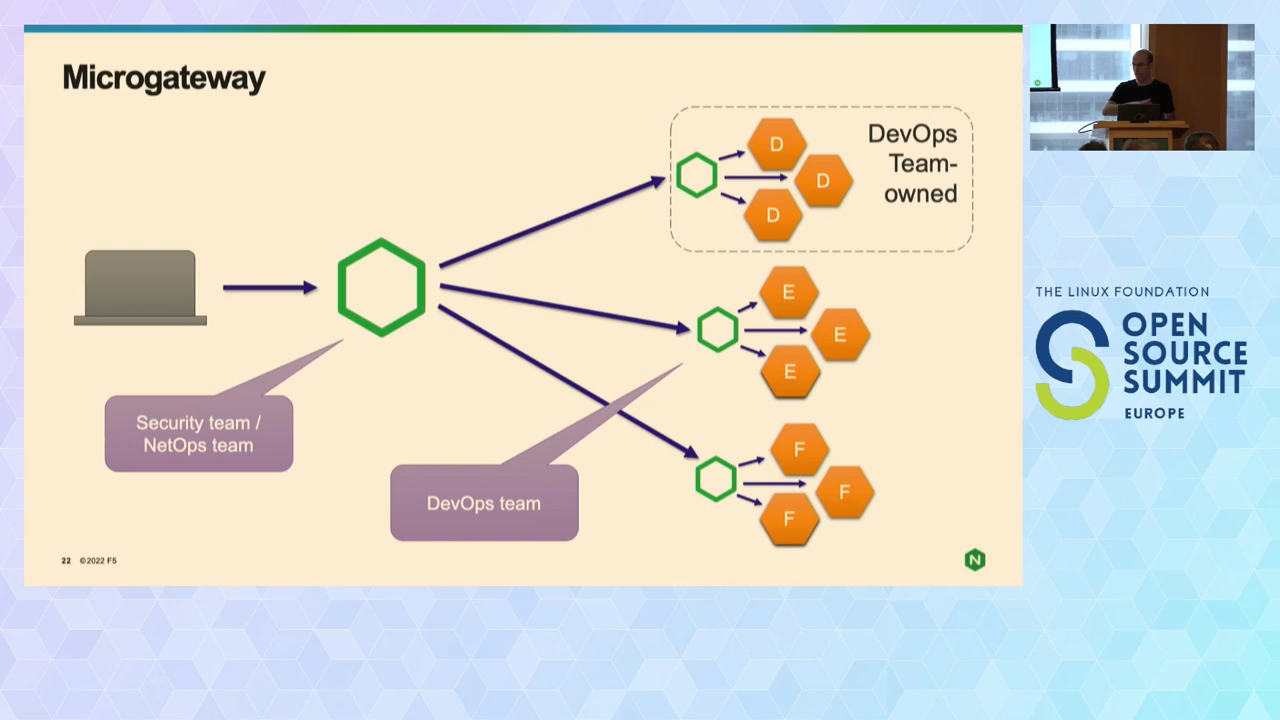 Microgateway
DevOps
Team-
owned
D
D
D
E
E
E
F
F
F
Security team /
NetOps team
DevOps team
22 ©2022 F5
N
THE LINUX FOUNDATION
OPEN
SOURCE
SUMMIT
EUROPE